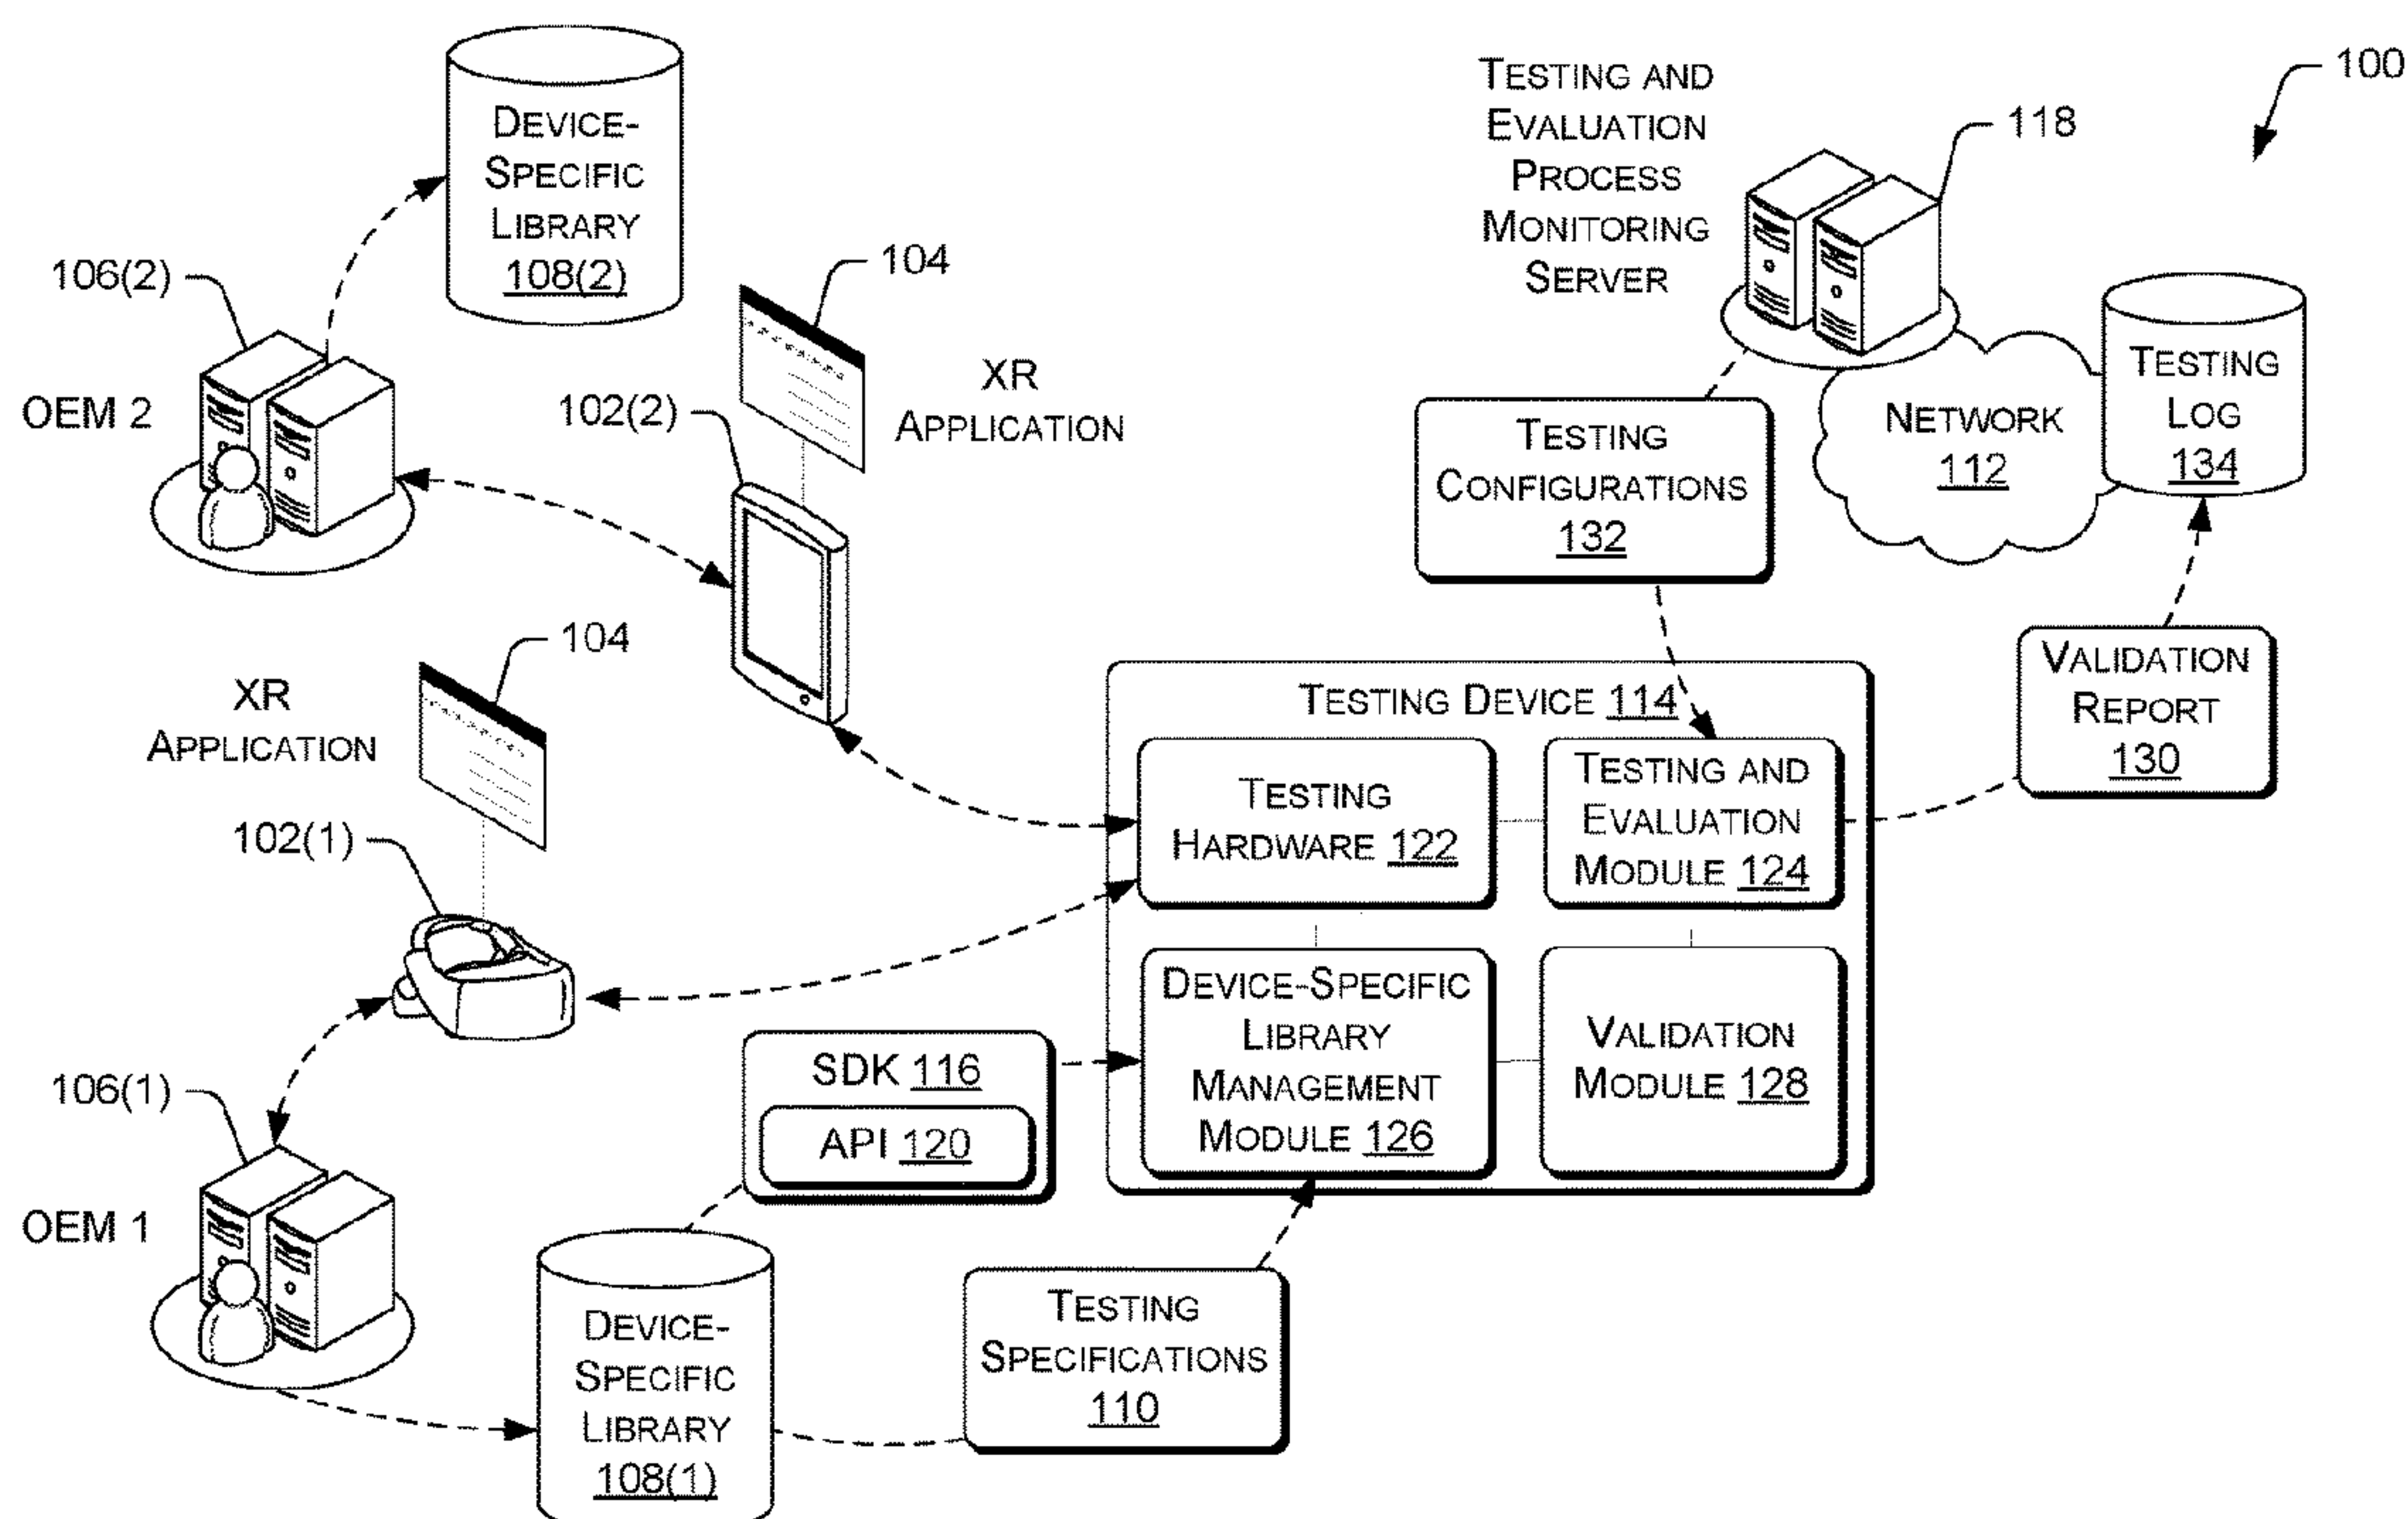 DEVICE-
SPECIFIC
LIBRARY
108(2)
106(2)
OEM 2
104
XR
APPLICATION
102(2)
TESTING AND
EVALUATION
PROCESS
MONITORING
SERVER
118
100
NETWORK
112
TESTING
LOG
134
TESTING
CONFIGURATIONS
132
VALIDATION
REPORT
130
XR
APPLICATION
104
102(1)
TESTING DEVICE 114
TESTING
HARDWARE 122
TESTING AND
EVALUATION
MODULE 124
DEVICE-SPECIFIC
LIBRARY
MANAGEMENT
MODULE 126
VALIDATION
MODULE 128
106(1)
OEM 1
SDK 116
API 120
DEVICE-
SPECIFIC
LIBRARY
108(1)
TESTING
SPECIFICATIONS
110